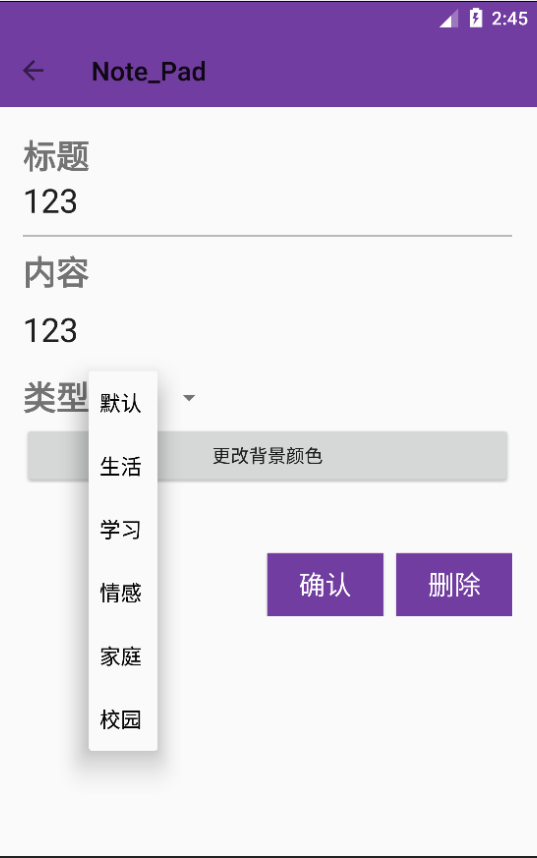 2:45
Note_Pad
标题
123
内容
123
类型
默认
更改背景颜色
生活
学习
情感
确认
删除
家庭
校园